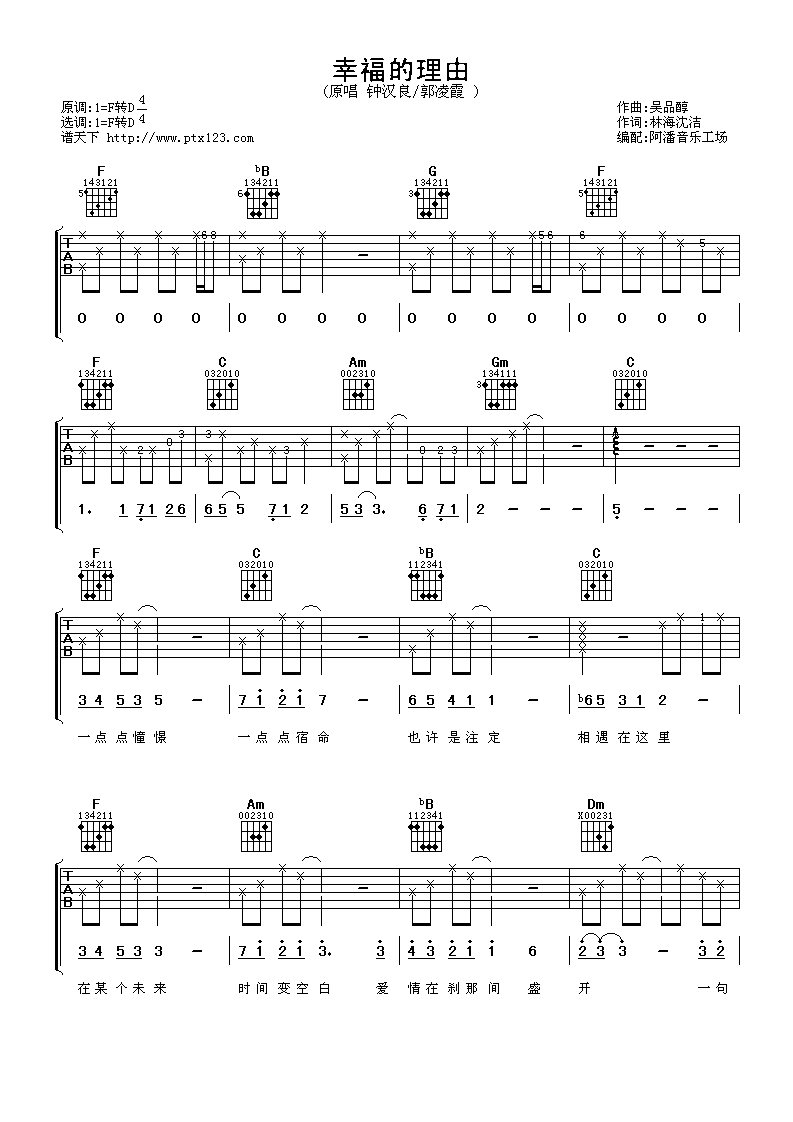 幸福的理由
(原唱 钟汉良/郭凌霞 )
原调:1=F转D 4/4
选调:1=F转D
谱天下 http://www.ptx123.com
作曲:吴品醇
作词:林海沈洁
编配:阿潘音乐工场
F bB G F
143121 134211 134211 143121
5 6 3 5
T A B 6 8 5 6 6 5
0 0 0 0 0 0 0 0 0 0 0 0 0 0 0 0
F C Am Gm C
134211 032010 002310 134111 032010
3
T A B 2 0 3 3 3 0 2 3
1. 1 7 1 2 6 6 5 5 7 1 2 5 3 3. 6 7 1 2 - - - 5 - - -
F C bB C
134211 032010 112341 032010
T A B 1
3 4 5 3 5 - 7 1 2 1 7 - 6 5 4 1 1 - b6 5 3 1 2 -
一点点憧憬 一点点宿命 也许是注定 相遇在这里
F Am bB Dm
134211 002310 112341 X00231
T A B
3 4 5 3 3 - 7 1 2 1 3. 3 4 3 2 1 1 6 2 3 3 - 3 2
在某个未来 时间变空白 爱 情在刹那间 盛 开 一句